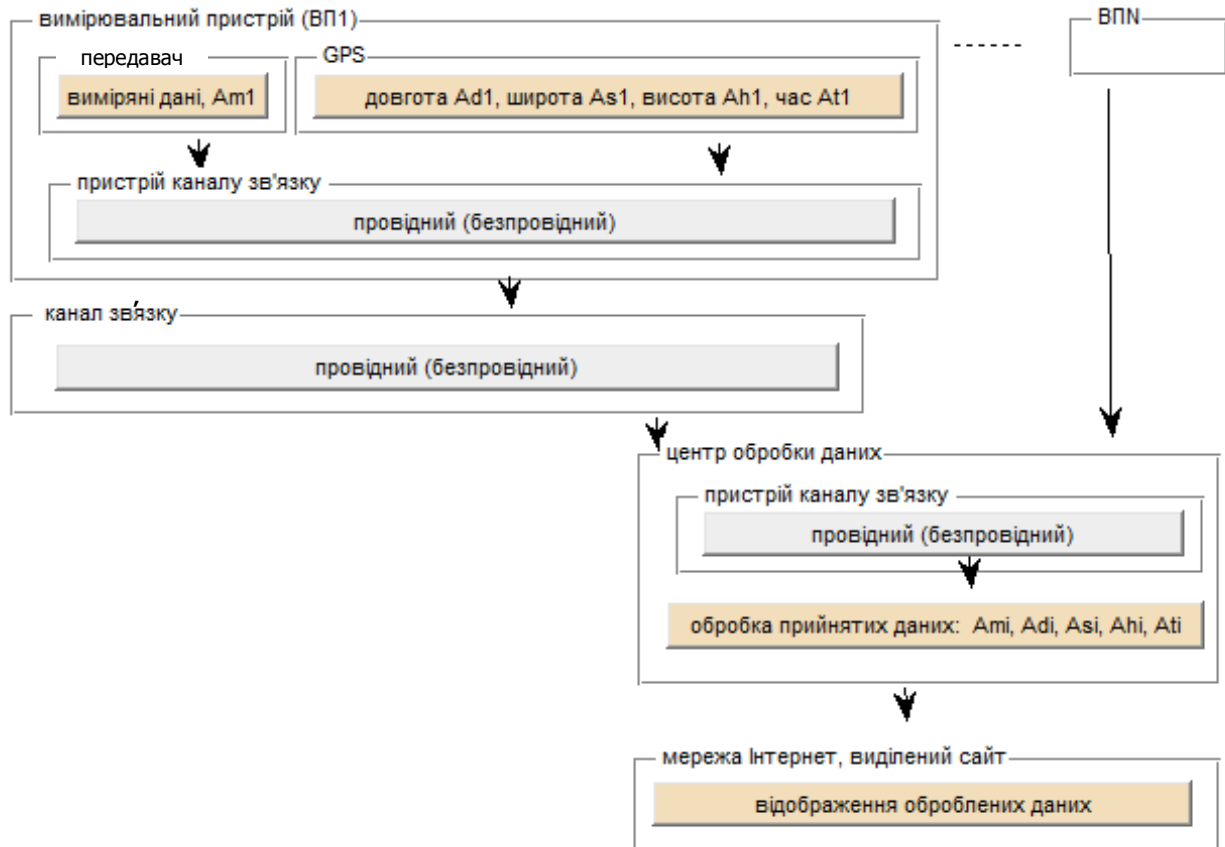 вимірювальний пристрій (ВП1)
ВПN
передавач
GPS
виміряні дані, Am1
довгота Ad1, широта As1, висота Ah1, час At1
пристрій каналу зв'язку
провідний (безпровідний)
канал зв'язку
провідний (безпровідний)
центр обробки даних
пристрій каналу зв'язку
провідний (безпровідний)
обробка прийнятих даних: Ami, Adi, Asi, Ahi, Ati
мережа Інтернет, виділений сайт
відображення оброблених даних